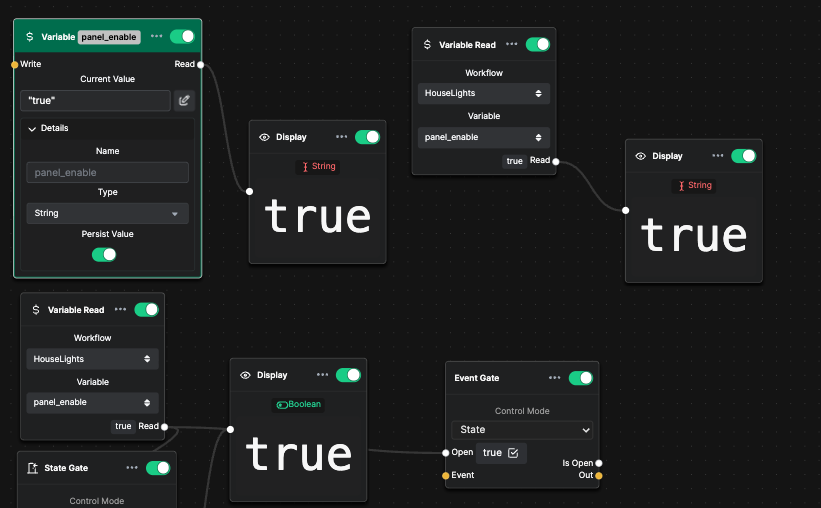 $ Variable panel_enable ...
Write Read
Current Value
"true"
Details
Name
panel_enable
Type
String
Persist Value
Display ...
String
true
$ Variable Read ...
Workflow
HouseLights
Variable
panel_enable
true Read
Display ...
String
true
$ Variable Read ...
Workflow
HouseLights
Variable
panel_enable
true Read
State Gate ...
Control Mode
Display ...
Boolean
true
Event Gate ...
Control Mode
State
Open true
Is Open
Event Out